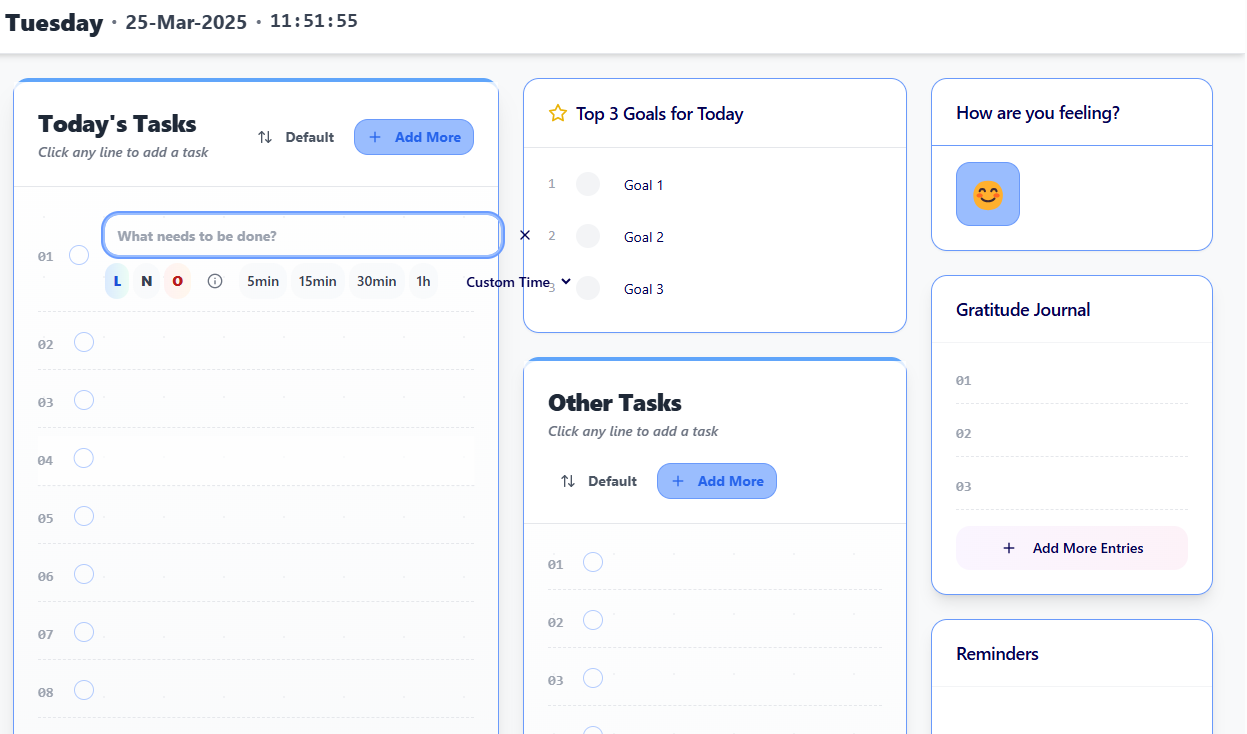 Tuesday · 25-Mar-2025 · 11:51:55
Today's Tasks
Click any line to add a task
Default
+ Add More
01
What needs to be done?
L N O 5min 15min 30min 1h Custom Time
02
03
04
05
06
07
08
Top 3 Goals for Today
1 Goal 1
2 Goal 2
3 Goal 3
Other Tasks
Click any line to add a task
Default
+ Add More
01
02
03
How are you feeling?
Gratitude Journal
01
02
03
+ Add More Entries
Reminders